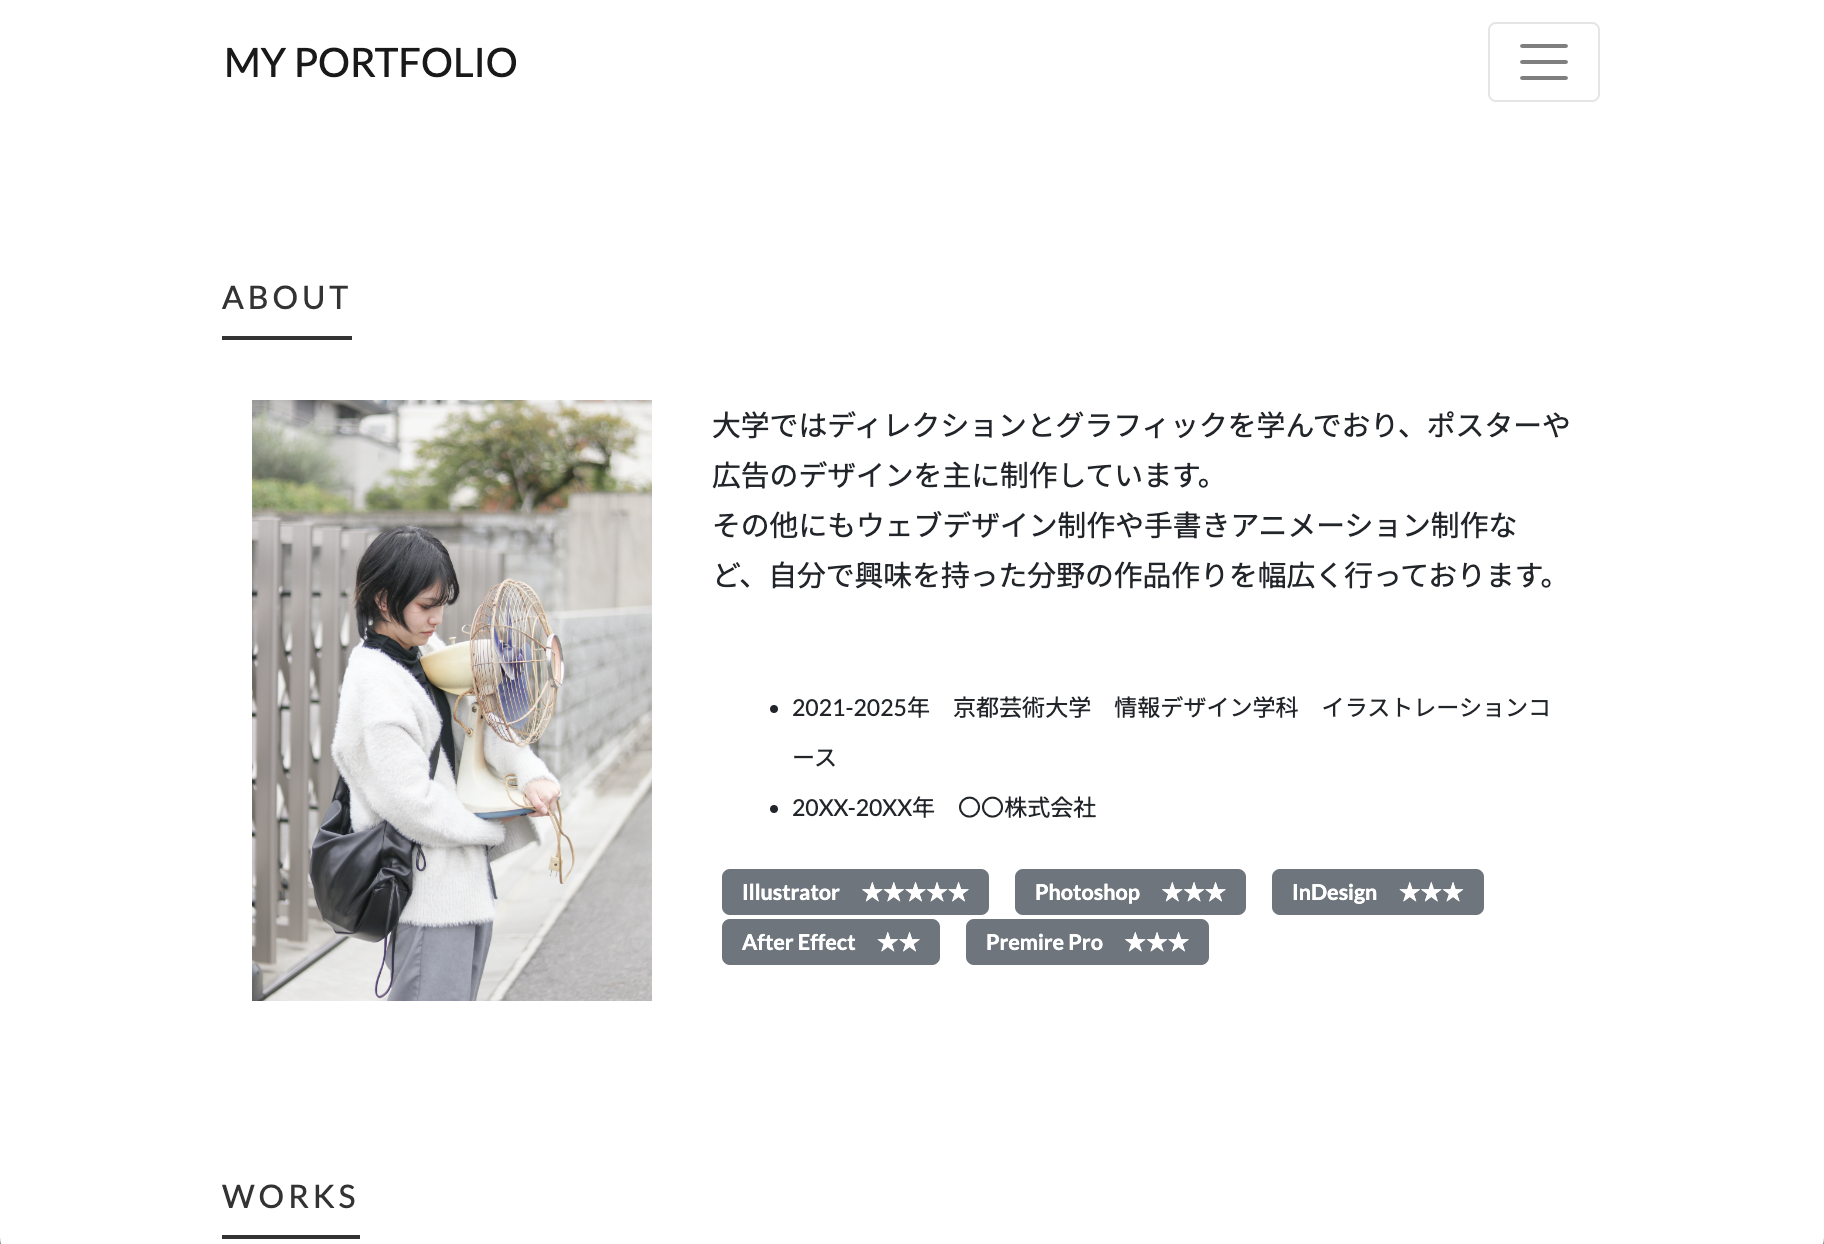 MY PORTFOLIO
ABOUT
大学ではディレクションとグラフィックを学んでおり、ポスターや
広告のデザインを主に制作しています。
その他にもウェブデザイン制作や手書きアニメーション制作な
ど、自分で興味を持った分野の作品作りを幅広く行っております。
• 2021-2025年　京都芸術大学　情報デザイン学科　イラストレーションコ
ース
• 20XX-20XX年　〇〇株式会社
Illustrator　★★★★★　Photoshop　★★★　InDesign　★★★
After Effect　★★　Premire Pro　★★★
WORKS